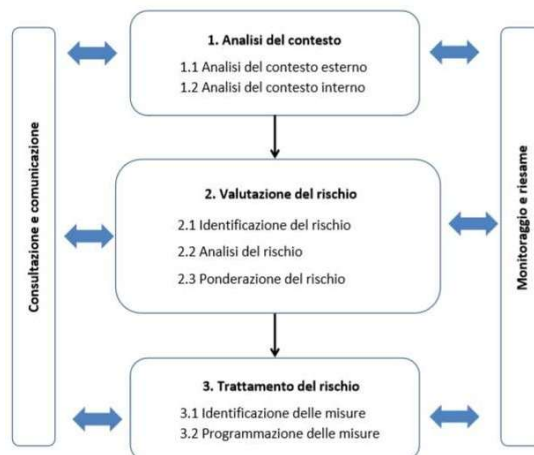 1. Analisi del contesto
1.1 Analisi del contesto esterno
1.2 Analisi del contesto interno
Consultazione e comunicazione
2. Valutazione del rischio
2.1 Identificazione del rischio
2.2 Analisi del rischio
2.3 Ponderazione del rischio
Monitoraggio e riesame
3. Trattamento del rischio
3.1 Identificazione delle misure
3.2 Programmazione delle misure